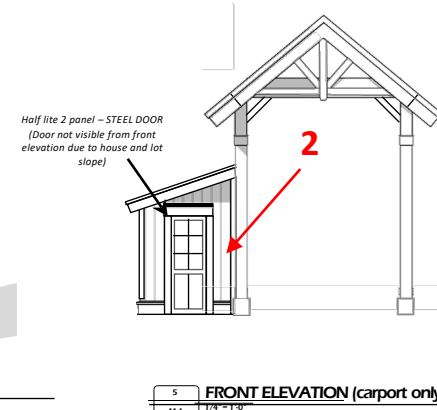 Half lite 2 panel – STEEL DOOR
(Door not visible from front
elevation due to house and lot
slope)
2
5
FRONT ELEVATION (carport only
1/4" = 1'-0"